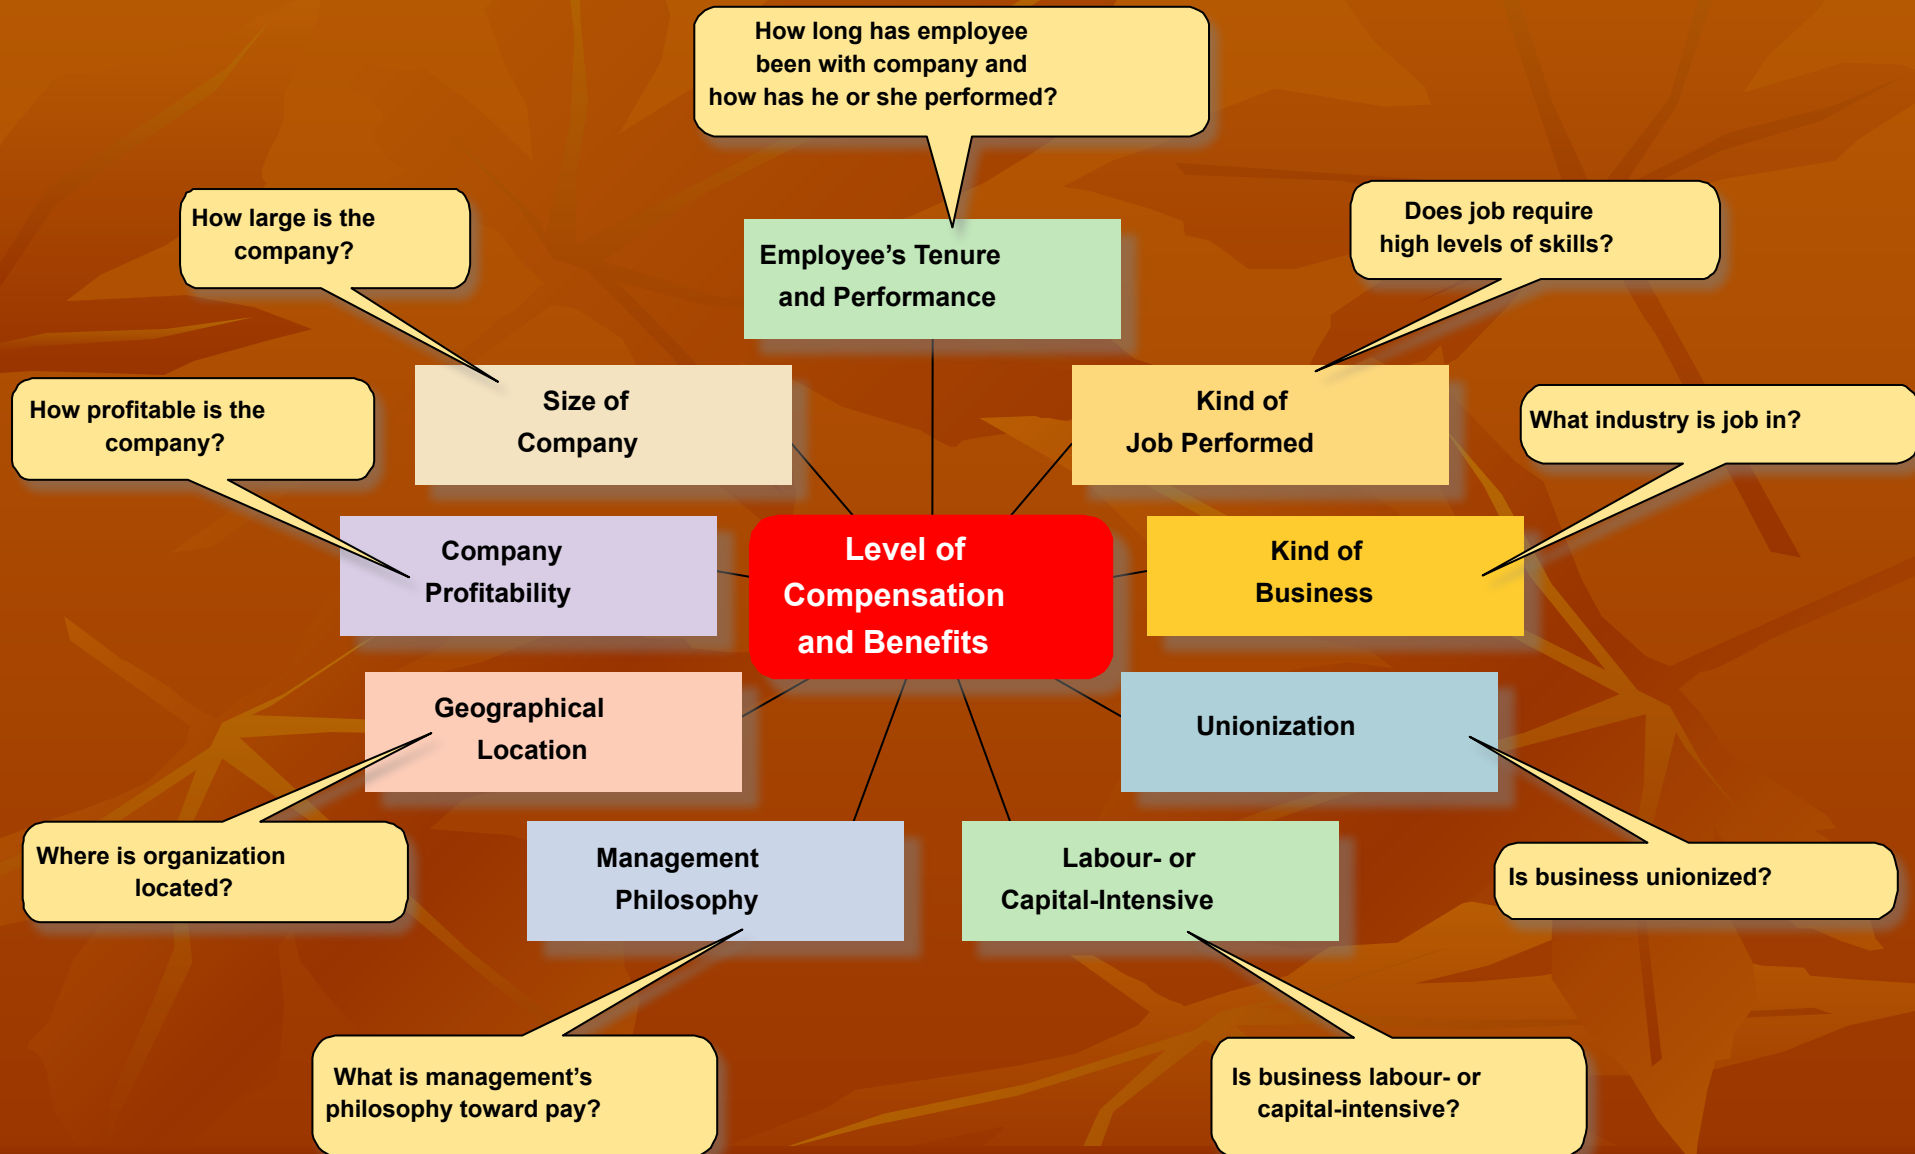 How long has employee
been with company and
how has he or she performed?
How large is the
company?
Does job require
high levels of skills?
Employee’s Tenure
and Performance
Size of
Company
Kind of
Job Performed
How profitable is the
company?
What industry is job in?
Company
Profitability
Level of
Compensation
and Benefits
Kind of
Business
Geographical
Location
Unionization
Where is organization
located?
Management
Philosophy
Labour- or
Capital-Intensive
Is business unionized?
What is management’s
philosophy toward pay?
Is business labour- or
capital-intensive?